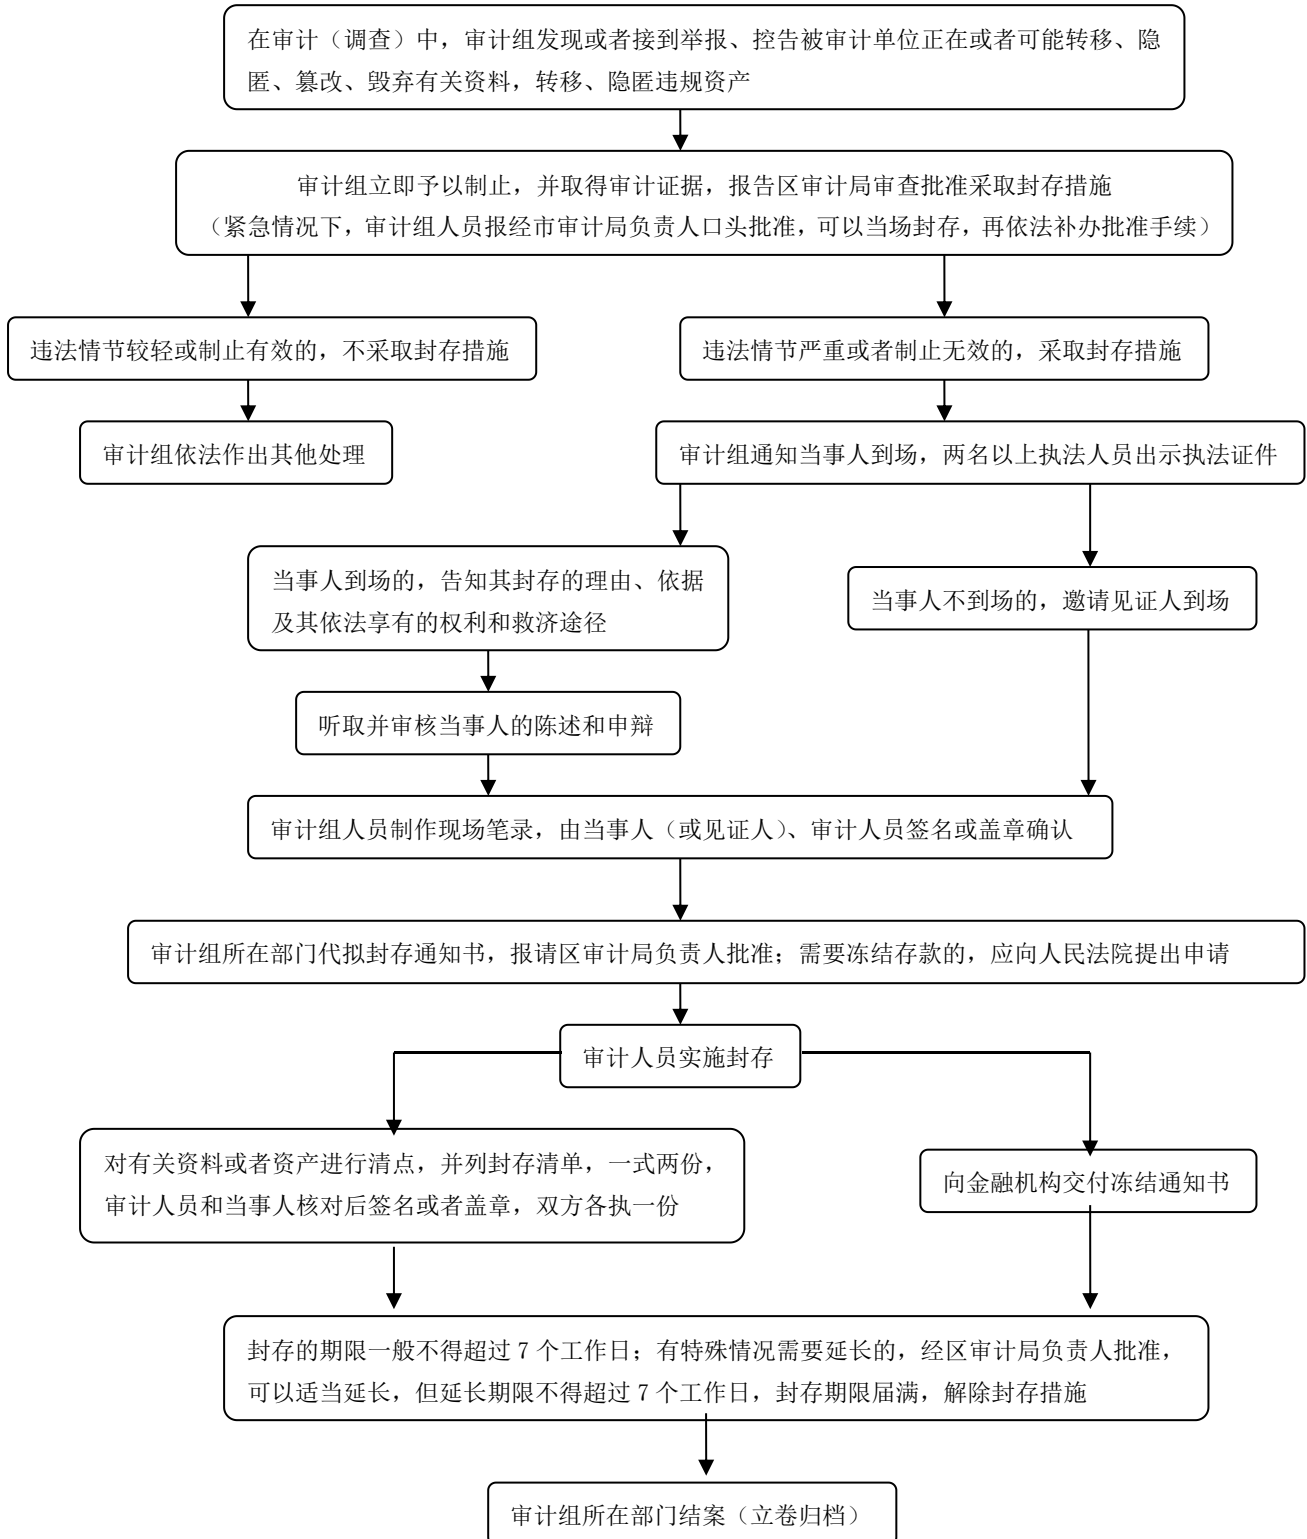 在审计（调查）中，审计组发现或者接到举报、控告被审计单位正在或者可能转移、隐
匿、篡改、毁弃有关资料，转移、隐匿违规资产
审计组立即予以制止，并取得审计证据，报告区审计局审查批准采取封存措施
（紧急情况下，审计组人员报经市审计局负责人口头批准，可以当场封存，再依法补办批准手续）
违法情节较轻或制止有效的，不采取封存措施
违法情节严重或者制止无效的，采取封存措施
审计组依法作出其他处理
审计组通知当事人到场，两名以上执法人员出示执法证件
当事人到场的，告知其封存的理由、依据
及其依法享有的权利和救济途径
当事人不到场的，邀请见证人到场
听取并审核当事人的陈述和申辩
审计组人员制作现场笔录，由当事人（或见证人）、审计人员签名或盖章确认
审计组所在部门代拟封存通知书，报请区审计局负责人批准；需要冻结存款的，应向人民法院提出申请
审计人员实施封存
对有关资料或者资产进行清点，并列封存清单，一式两份，
审计人员和当事人核对后签名或者盖章，双方各执一份
向金融机构交付冻结通知书
封存的期限一般不得超过 7 个工作日；有特殊情况需要延长的，经区审计局负责人批准，
可以适当延长，但延长期限不得超过 7 个工作日，封存期限届满，解除封存措施
审计组所在部门结案（立卷归档）